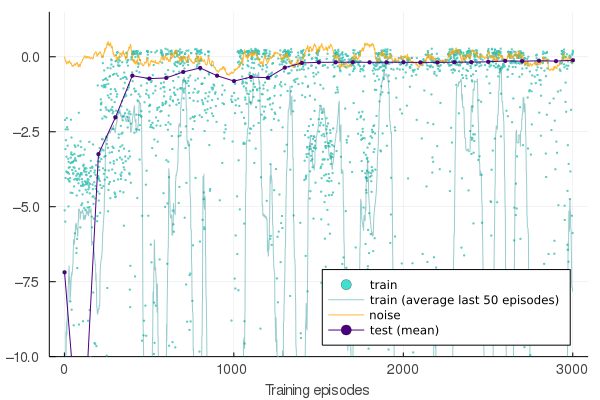 0.0
−2.5
−5.0
−7.5
−10.0
train
train (average last 50 episodes)
noise
test (mean)
0 1000 2000 3000
Training episodes